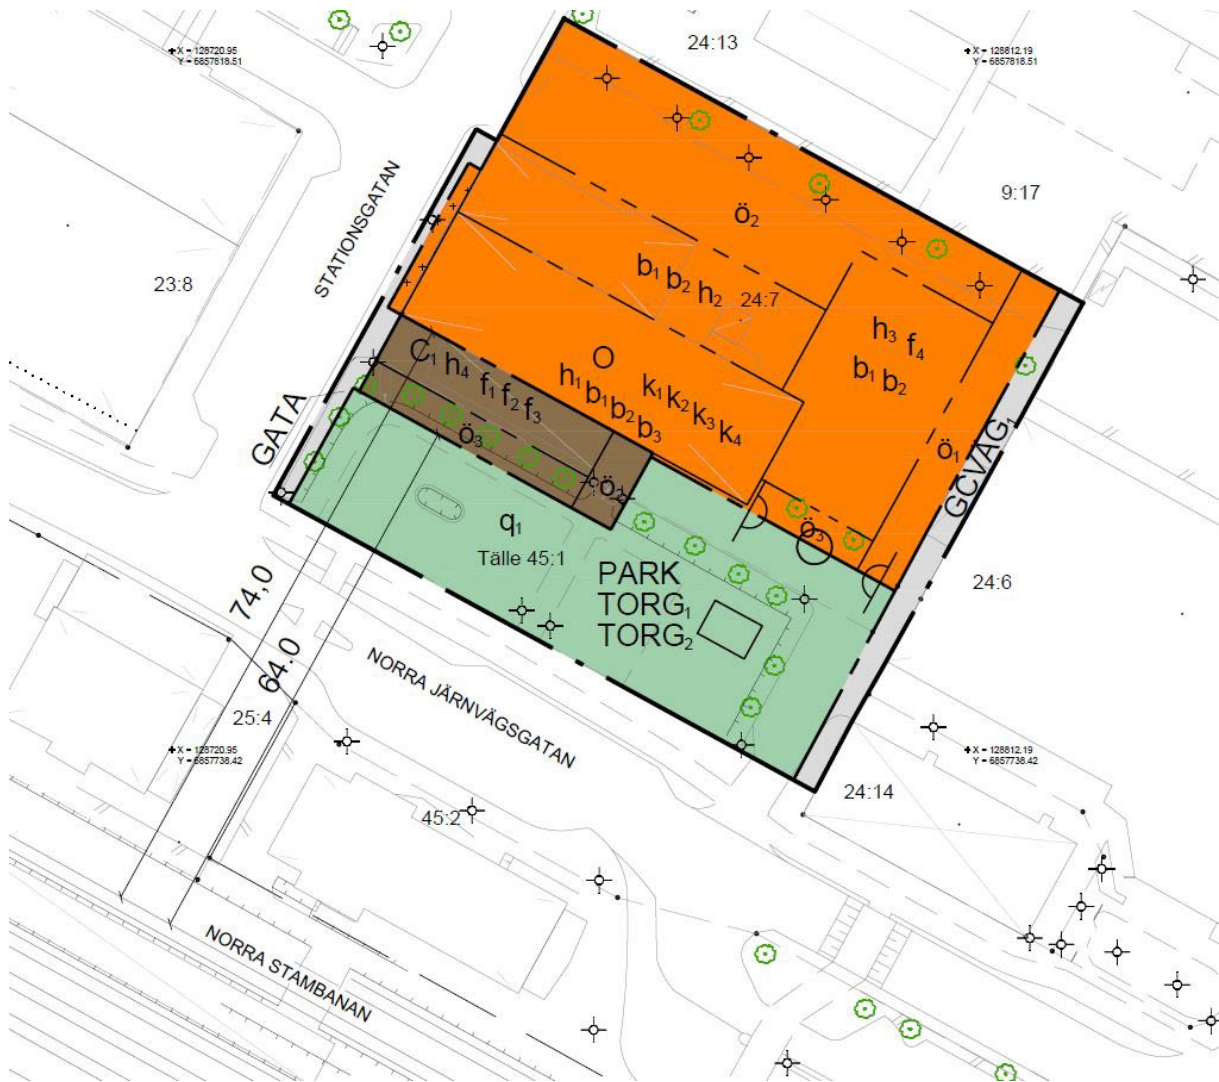 24:13
X = 128720.95
Y = 6857818.51
X = 128812.19
Y = 6857818.51
9:17
STATIONSGATAN
ö2
23:8
b1 b2 h2
24:7
h3 f4
b1 b2
C1 h4 f1 f2 f3
O
h1 b1 b2 b3
k1 k2 k3 k4
GATA
ö3
ö1
GCVÄG1
q1
Tälle 45:1
ö3
PARK
TORG1
TORG2
24:6
74,0
64.0
NORRA JÄRNVÄGSGATAN
25:4
X = 128720.95
Y = 6857738.42
X = 128812.19
Y = 6857738.42
24:14
45:2
NORRA STAMBANAN